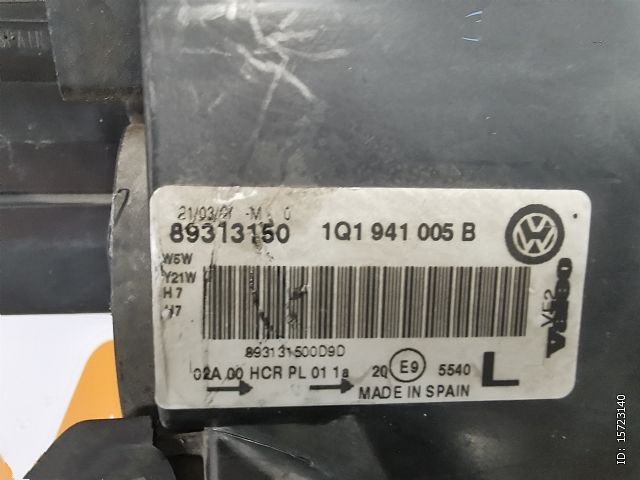 89313150
1Q1 941 005 B
W5W
Y21W
H7
H7
893131500D9D
02A 00 HCR PL 01 1a
20 E9 5540
L
MADE IN SPAIN
VE2
ID: 15723140